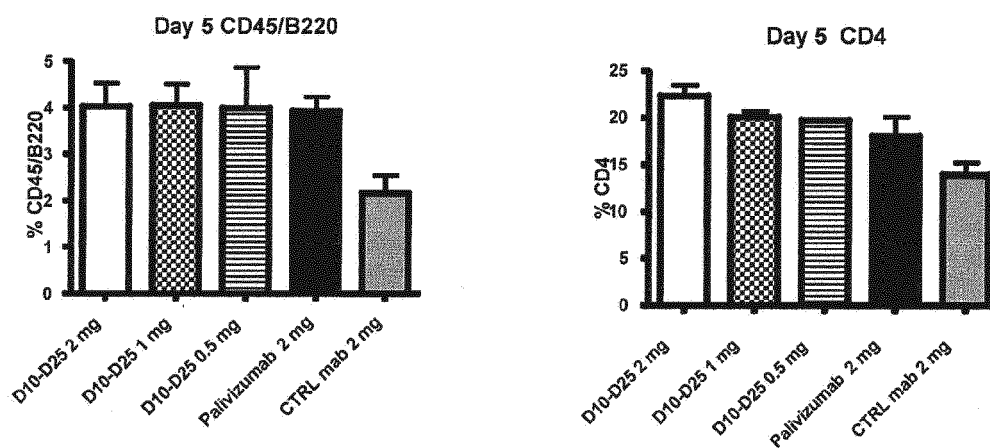 Day 5 CD45/B220
% CD45/B220
5
4
3
2
1
0
D10-D25 2 mg
D10-D25 1 mg
D10-D25 0.5 mg
Palivizumab 2 mg
CTRL mab 2 mg
Day 5 CD4
% CD4
25
20
15
10
5
0
D10-D25 2 mg
D10-D25 1 mg
D10-D25 0.5 mg
Palivizumab 2 mg
CTRL mab 2 mg